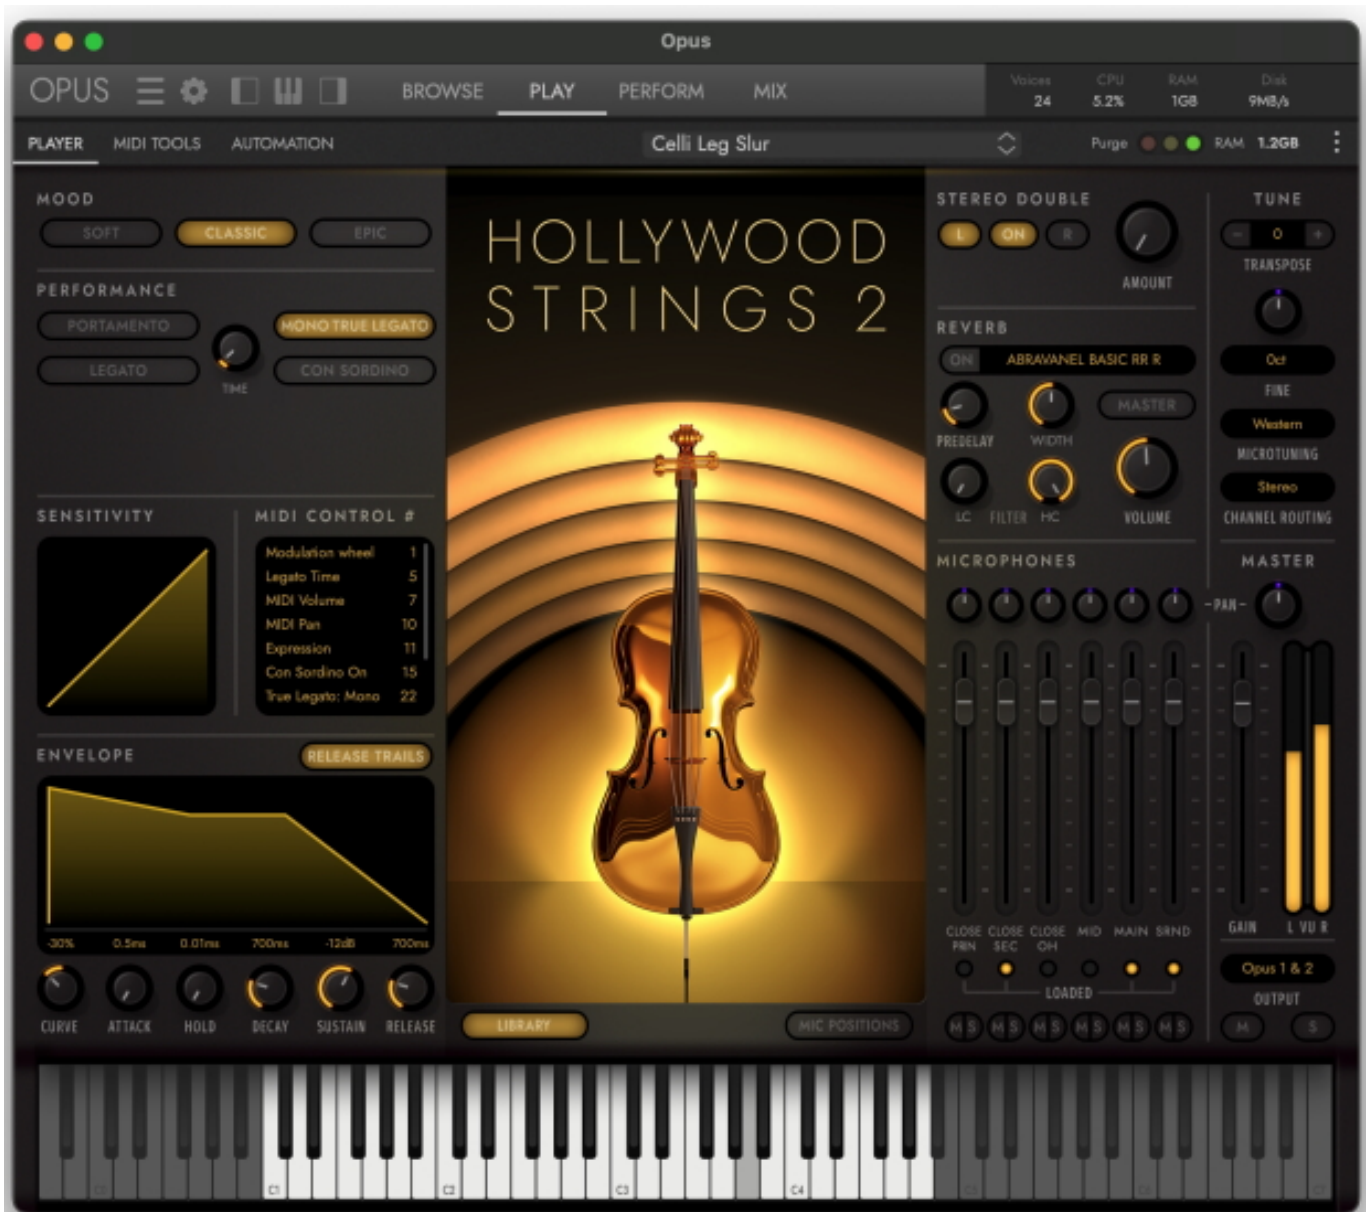 Opus
OPUS
BROWSE PLAY PERFORM MIX
Voices CPU RAM Disk
24 5.2% 1GB 9MB/s
PLAYER MIDI TOOLS AUTOMATION
Celli Leg Slur
Purge RAM 1.2GB
MOOD
SOFT CLASSIC EPIC
PERFORMANCE
PORTAMENTO MONO TRUE LEGATO
LEGATO CON SORDINO
TIME
SENSITIVITY
MIDI CONTROL #
Modulation wheel 1
Legato Time 5
MIDI Volume 7
MIDI Pan 10
Expression 11
Con Sordino On 15
True Legato: Mono 22
ENVELOPE
RELEASE TRAILS
-30% 0.5ms 0.01ms 700ms -12dB 700ms
CURVE ATTACK HOLD DECAY SUSTAIN RELEASE
HOLLYWOOD
STRINGS 2
LIBRARY MIC POSITIONS
STEREO DOUBLE
L ON R
AMOUNT
REVERB
ON ABRAVANEL BASIC RR R
MASTER
PREDELAY WIDTH
LC FILTER HC
VOLUME
TUNE
- 0 +
TRANSPOSE
0ct
FINE
Western
MICROTUNING
Stereo
CHANNEL ROUTING
MICROPHONES
MASTER
-PAN-
CLOSE PRN
CLOSE SEC
CLOSE OH
MID
MAIN
SRND
LOADED
M S M S M S M S M S M S
GAIN L VU R
Opus 1 & 2
OUTPUT
M S
C0 C1 C2 C3 C4 C5 C6 C7